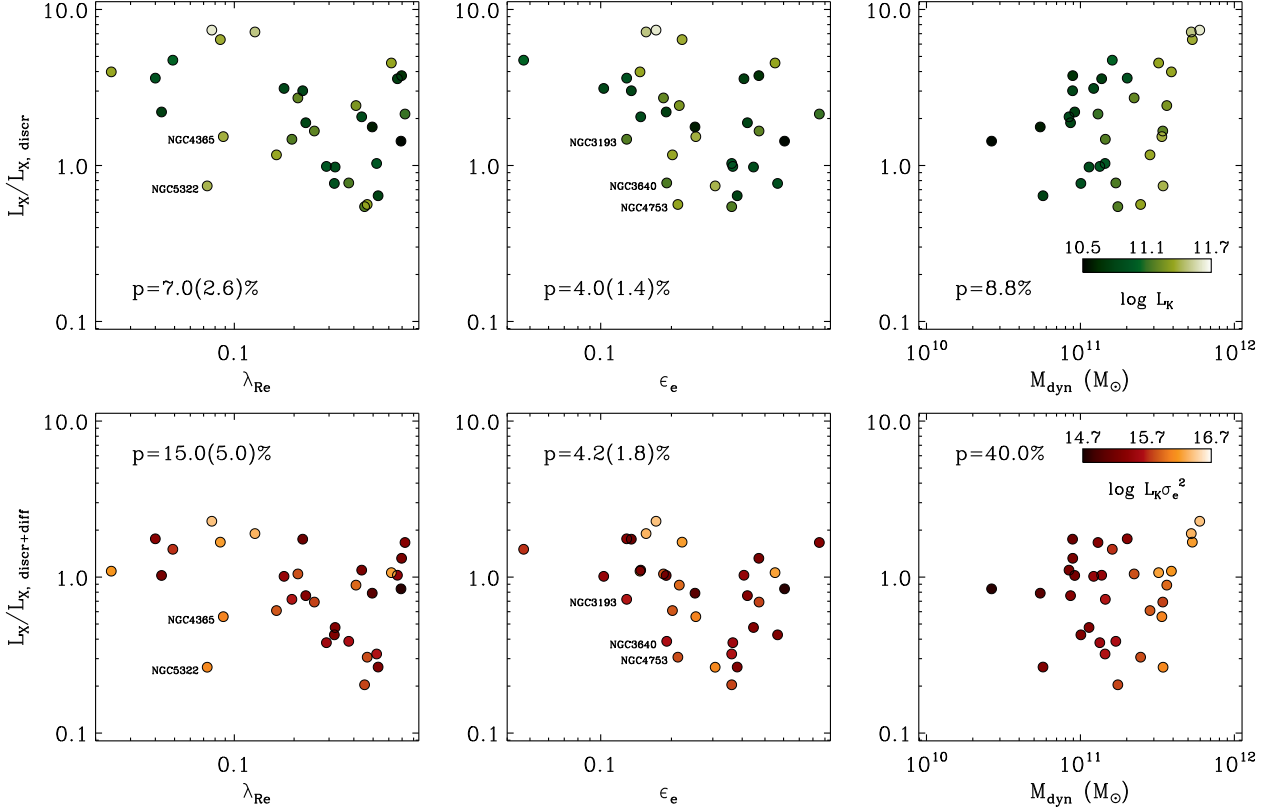 10.0
1.0
0.1
L_X/L_X, discr
NGC4365
NGC5322
p=7.0(2.6)%
0.1
λ_Re
10.0
1.0
0.1
NGC3193
NGC3640
NGC4753
p=4.0(1.4)%
0.1
ϵ_e
10.0
1.0
0.1
10.5 11.1 11.7
log L_K
p=8.8%
10^10 10^11 10^12
M_dyn (M_⊙)
10.0
1.0
0.1
L_X/L_X, discr+diff
p=15.0(5.0)%
NGC4365
NGC5322
0.1
λ_Re
10.0
1.0
0.1
p=4.2(1.8)%
NGC3193
NGC3640
NGC4753
0.1
ϵ_e
10.0
1.0
0.1
p=40.0%
14.7 15.7 16.7
log L_Kσ_e^2
10^10 10^11 10^12
M_dyn (M_⊙)